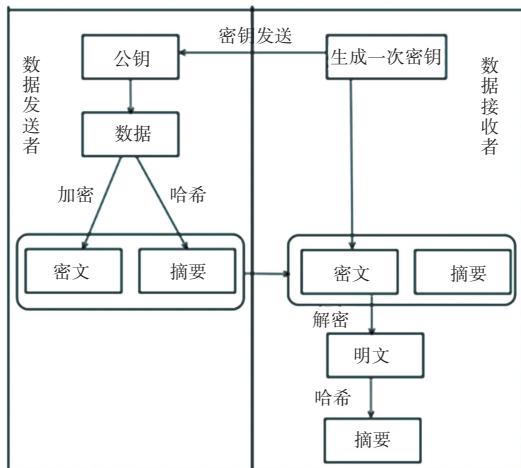 密钥发送
公钥
生成一次密钥
数据发送者
数据接收者
数据
加密
哈希
密文
摘要
密文
摘要
解密
明文
哈希
摘要